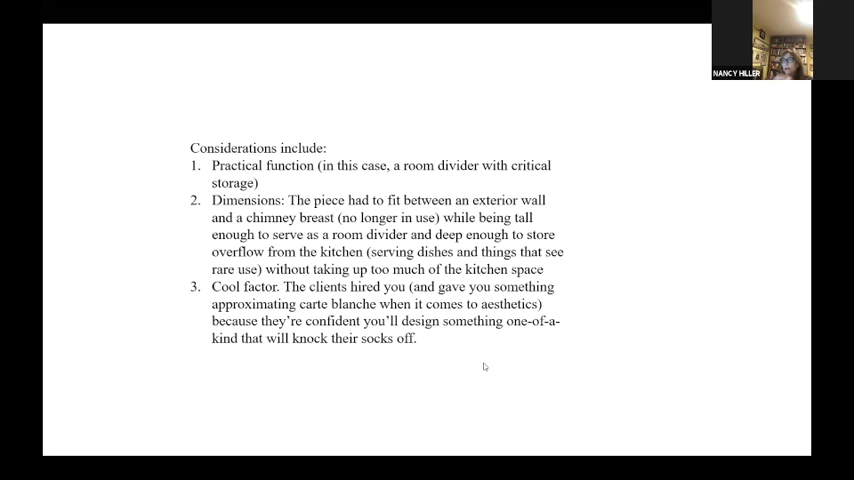 NANCY HILLER
Considerations include:
1. Practical function (in this case, a room divider with critical
storage)
2. Dimensions: The piece had to fit between an exterior wall
and a chimney breast (no longer in use) while being tall
enough to serve as a room divider and deep enough to store
overflow from the kitchen (serving dishes and things that see
rare use) without taking up too much of the kitchen space
3. Cool factor. The clients hired you (and gave you something
approximating carte blanche when it comes to aesthetics)
because they're confident you'll design something one-of-a-
kind that will knock their socks off.